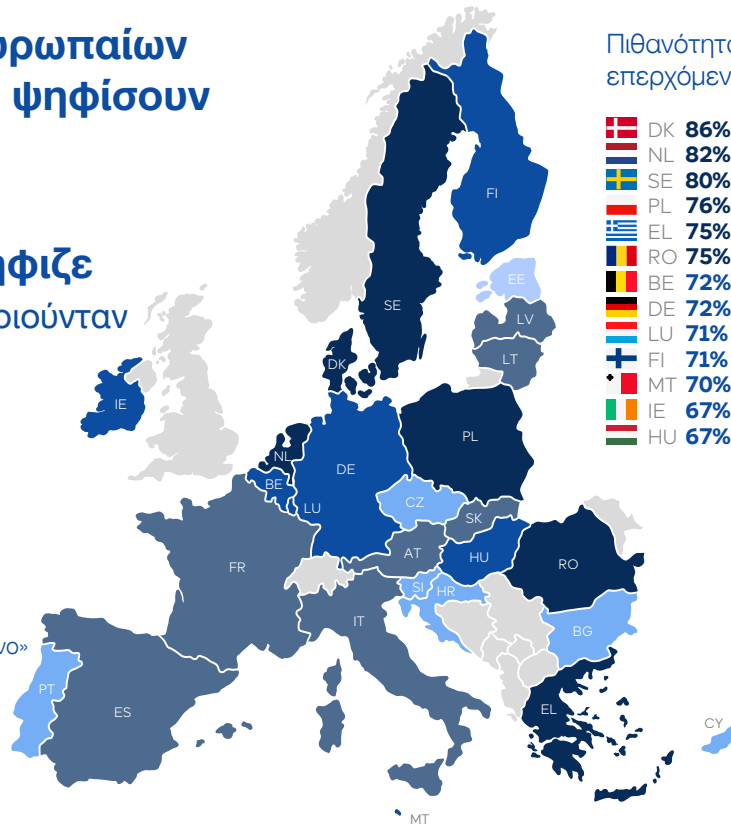 υρωπαίων
ψηφίσουν
Πιθανότητα
επερχόμεν
DK 86%
NL 82%
SE 80%
PL 76%
EL 75%
RO 75%
BE 72%
DE 72%
LU 71%
FI 71%
MT 70%
IE 67%
HU 67%
ήφιζε
οιούνταν
νο»
FI
EE
SE
LV
LT
DK
IE
PL
NL
DE
BE
LU
CZ
SK
AT
HU
FR
RO
SI
HR
IT
BG
PT
ES
EL
CY
MT